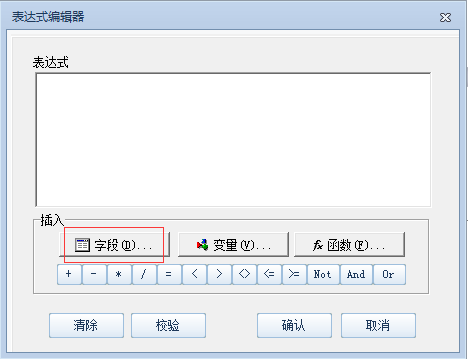 表达式编辑器
表达式
插入
字段(D)... 变量(V)... fx 函数(F)...
+ - * / = < > <> <= >= Not And Or
清除 校验 确认 取消